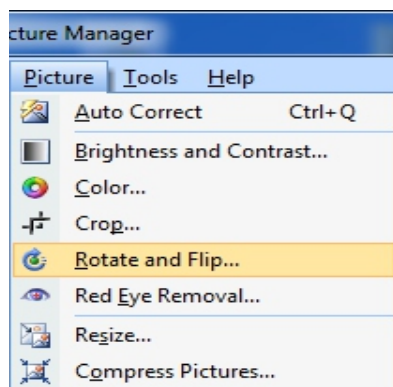 cture Manager
Picture Tools Help
Auto Correct Ctrl+Q
Brightness and Contrast...
Color...
Crop...
Rotate and Flip...
Red Eye Removal...
Resize...
Compress Pictures...